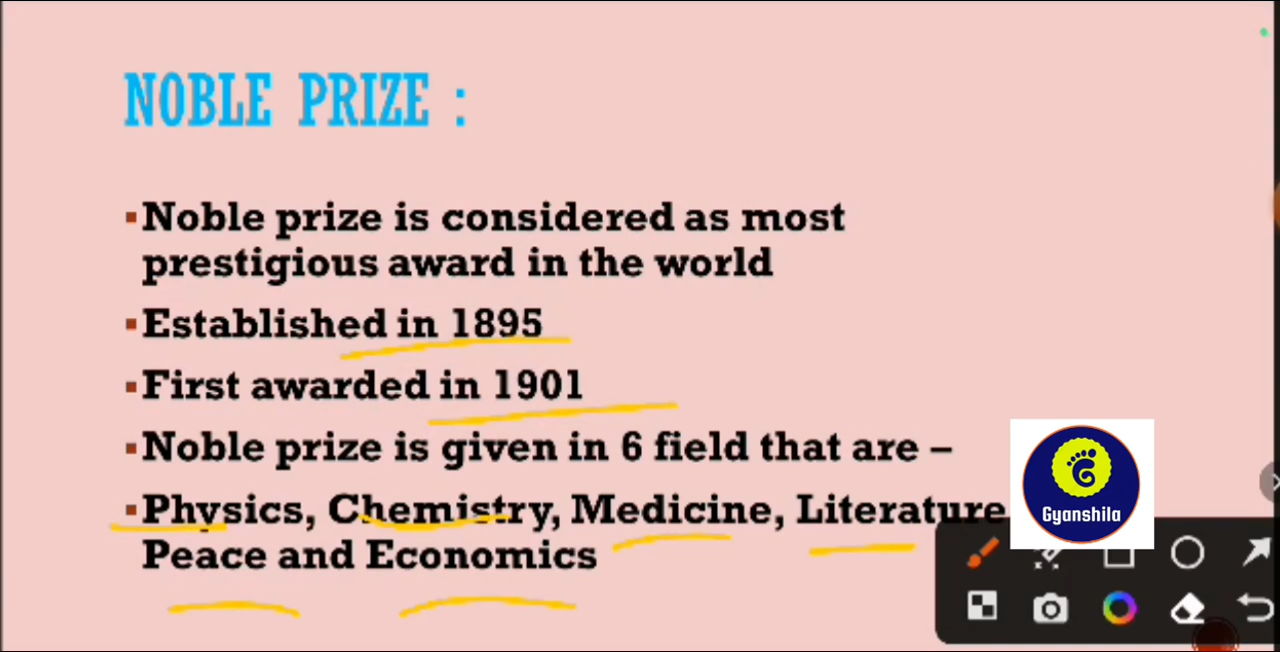 NOBLE PRIZE :
▪Noble prize is considered as most
prestigious award in the world
▪Established in 1895
▪First awarded in 1901
▪Noble prize is given in 6 field that are –
▪Physics, Chemistry, Medicine, Literature
Peace and Economics
Gyanshila